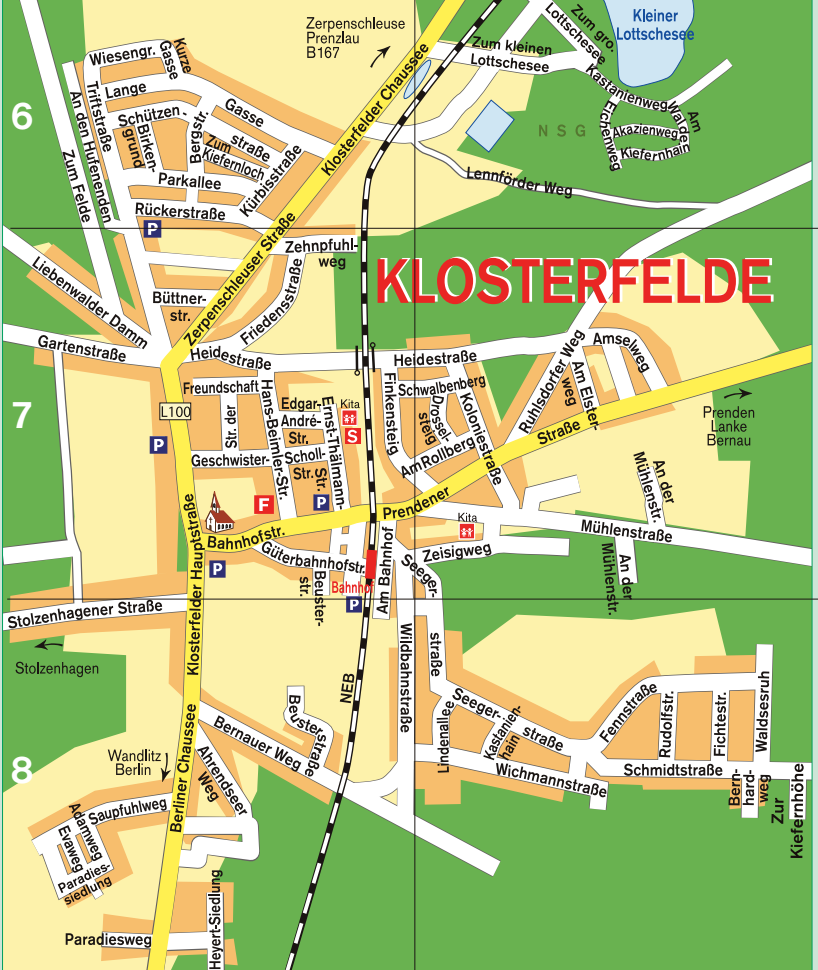 Zerpenschleuse
Prenzlau
B167
Kleiner
Lottschesee
Zum gro.
Lottschesee
Zum kleinen
Lottschesee
Klosterfelder Chaussee
Wiesengr.
Kurze
Gasse
Lange
Gasse
Triftstraße
An den Hufenenden
Zum Felde
Schützen-
straße
Birken-
grund
Bergstr.
Zum
Kiefernloch
Parkallee
Kürbisstraße
Rückerstraße
P
6
Kastanienweg
Am
Walde
Eichenweg
Akazienweg
Kiefernhain
NSG
Lennförder Weg
KLOSTERFELDE
Zehnpfuhl-
weg
Zerpenschleuser Straße
Liebenwalder Damm
Büttner-
str.
Friedensstraße
Gartenstraße
Heidestraße
Heidestraße
7
L100
P
Freundschaft
Str. der
Hans-Beimler-Str.
Edgar-
André-
Str.
Ernst-Thälmann-
Str.
Kita
S
Geschwister-
Scholl-
Str.
F
P
Finkensteig
Schwalbenberg
Drossel-
steig
Koloniestraße
Am Rollberg
Ruhlsdorfer Weg
Amselweg
Am Elster-
weg
Prendener
Straße
Prenden
Lanke
Bernau
Bahnhofstr.
Güterbahnhofstr.
Beuster-
str.
Bahnhof
P
P
Am Bahnhof
Kita
Zeisigweg
Mühlenstraße
An der
Mühlenstr.
An der
Mühlenstr.
Seeger-
straße
Klosterfelder Hauptstraße
Stolzenhagener Straße
Stolzenhagen
8
NEB
Wildbahnstraße
Beuster
Straße
Bernauer Weg
Ahrendseer
Weg
Wandlitz
Berlin
Berliner Chaussee
Lindenallee
Seeger-
straße
Kastanien-
hain
Wichmannstraße
Fennstraße
Rudolfstr.
Fichtestr.
Waldsesruh
Schmidtstraße
Bern-
hard-
weg
Zur
Kiefernhöhe
Saupfuhlweg
Adamweg
Evaweg
Paradies-
siedlung
Paradiesweg
Heyert-Siedlung